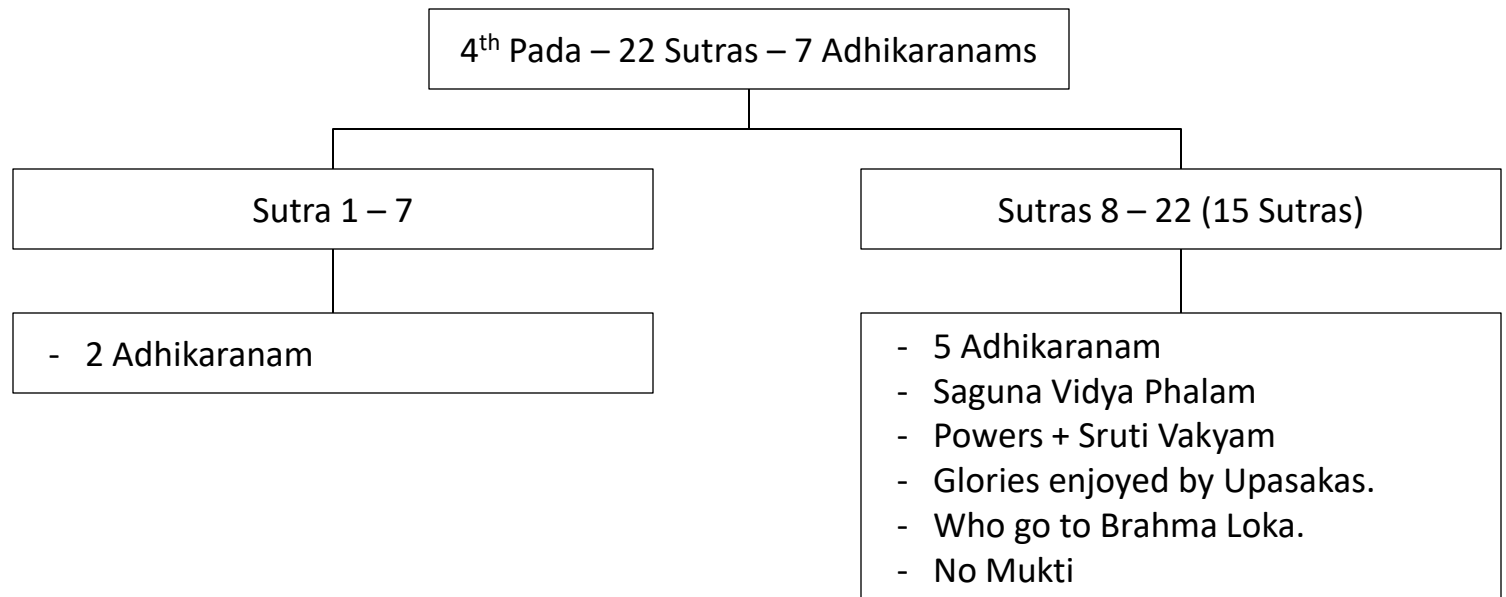 4th Pada – 22 Sutras – 7 Adhikaranams
Sutra 1 – 7
Sutras 8 – 22 (15 Sutras)
- 2 Adhikaranam
- 5 Adhikaranam
- Saguna Vidya Phalam
- Powers + Sruti Vakyam
- Glories enjoyed by Upasakas.
- Who go to Brahma Loka.
- No Mukti